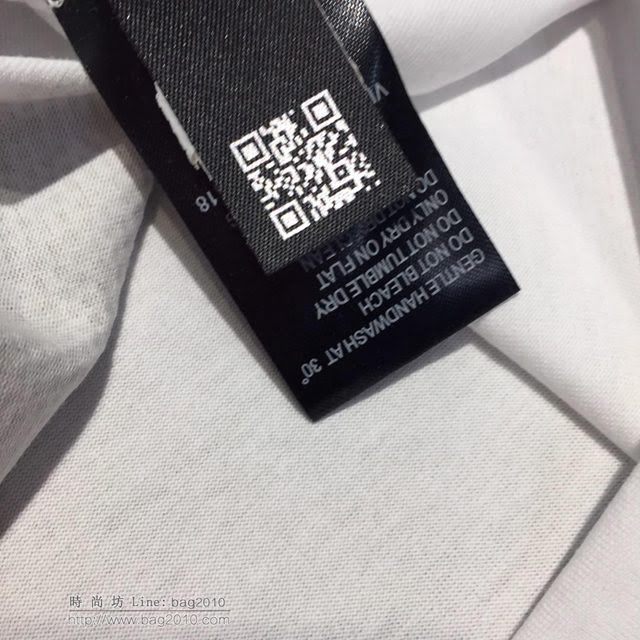 GENTLE HANDWASH AT 30°
DO NOT BLEACH
DO NOT TUMBLE DRY
ONLY DRY ON FLAT
18
時 尚 坊 Line: bag2010
http://www.bag2010.com